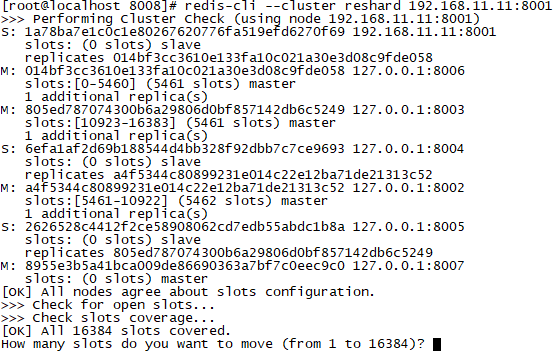 [root@localhost 8008]# redis-cli --cluster reshard 192.168.11.11:8001
>>> Performing Cluster Check (using node 192.168.11.11:8001)
S: 1a78ba7e1c0c1e80267620776fa519efd6270f69 192.168.11.11:8001
   slots: (0 slots) slave
   replicates 014bf3cc3610e133fa10c021a30e3d08c9fde058
M: 014bf3cc3610e133fa10c021a30e3d08c9fde058 127.0.0.1:8006
   slots:[0-5460] (5461 slots) master
   1 additional replica(s)
M: 805ed787074300b6a29806d0bf857142db6c5249 127.0.0.1:8003
   slots:[10923-16383] (5461 slots) master
   1 additional replica(s)
S: 6efa1af2d69b188544d4bb328f92dbb7c7ce9693 127.0.0.1:8004
   slots: (0 slots) slave
   replicates a4f5344c80899231e014c22e12ba71de21313c52
M: a4f5344c80899231e014c22e12ba71de21313c52 127.0.0.1:8002
   slots:[5461-10922] (5462 slots) master
   1 additional replica(s)
S: 2626528c4412f2ce58908062cd7edb55abdc1b8a 127.0.0.1:8005
   slots: (0 slots) slave
   replicates 805ed787074300b6a29806d0bf857142db6c5249
M: 8955e3b5a41bca009de86690363a7bf7c0eec9c0 127.0.0.1:8007
   slots: (0 slots) master
[OK] All nodes agree about slots configuration.
>>> Check for open slots...
>>> Check slots coverage...
[OK] All 16384 slots covered.
How many slots do you want to move (from 1 to 16384)?